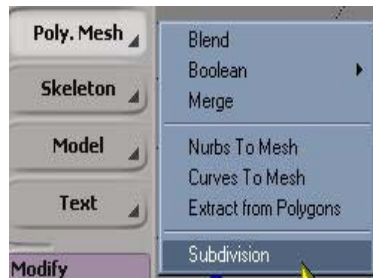 Poly. Mesh
Skeleton
Model
Text
Modify
Blend
Boolean
Merge
Nurbs To Mesh
Curves To Mesh
Extract from Polygons
Subdivision